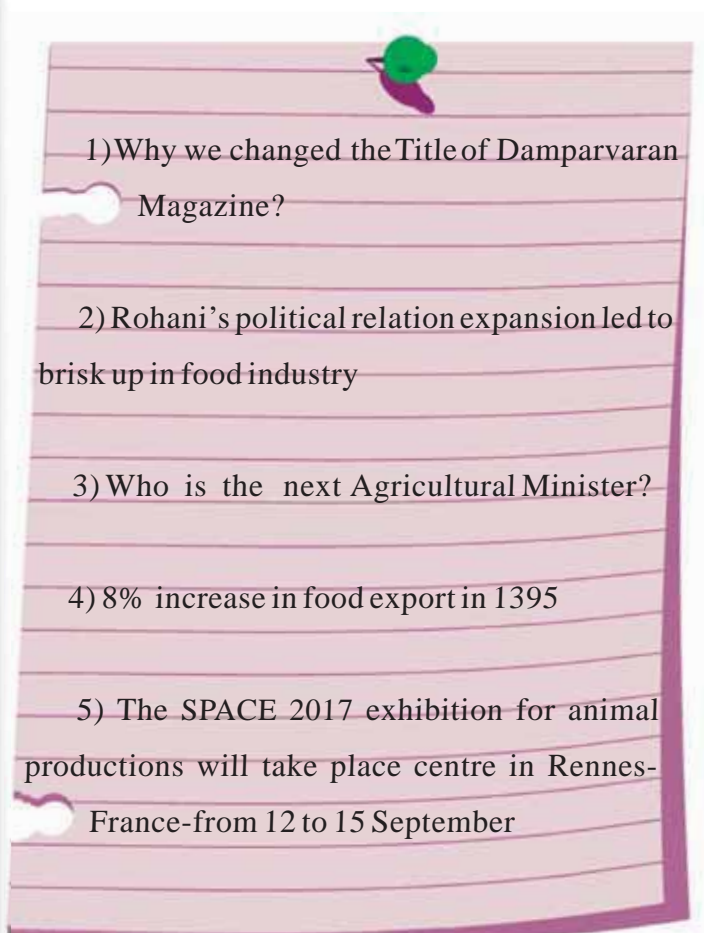 1)Why we changed the Title of Damparvaran
Magazine?
2) Rohani's political relation expansion led to
brisk up in food industry
3) Who is the next Agricultural Minister?
4) 8% increase in food export in 1395
5) The SPACE 2017 exhibition for animal
productions will take place centre in Rennes-
France-from 12 to 15 September